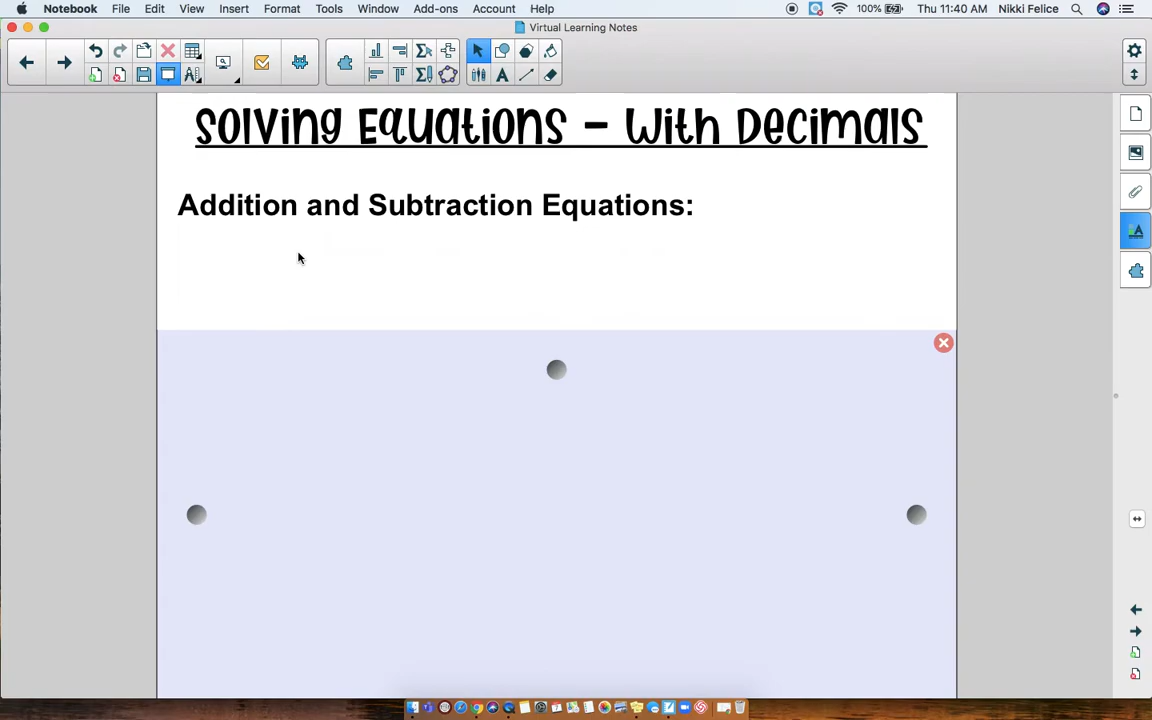 Notebook File Edit View Insert Format Tools Window Add-ons Account Help 100% Thu 11:40 AM Nikki Felice
Virtual Learning Notes
Solving Equations - With Decimals
Addition and Subtraction Equations: